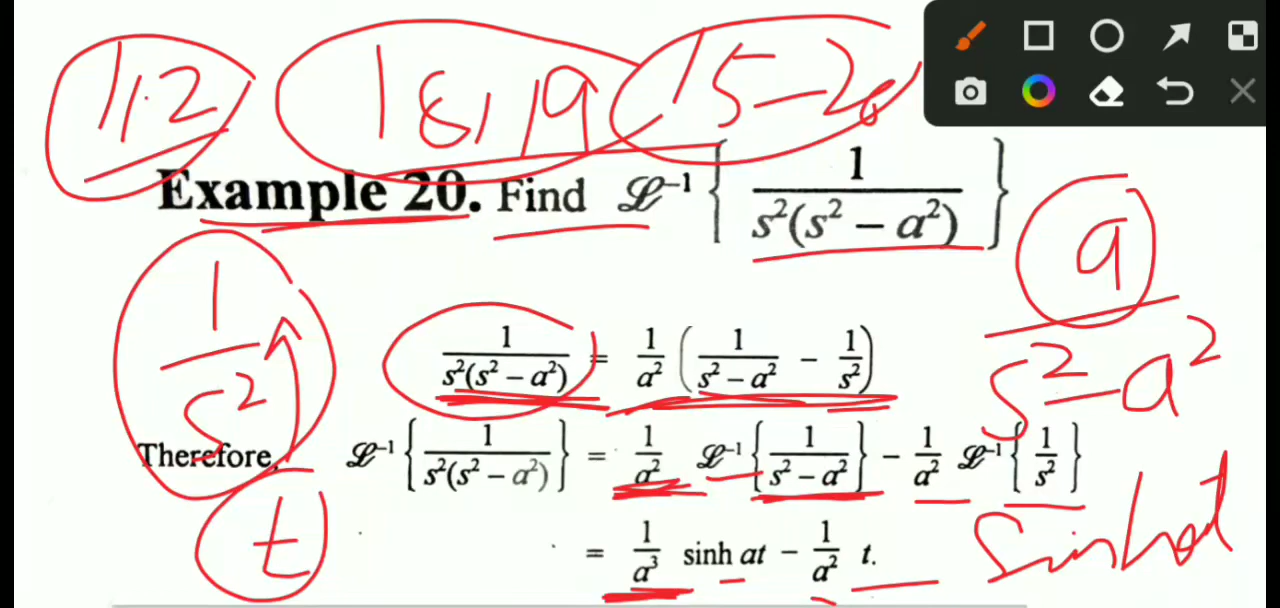 1,2 18,19 15-20
Example 20. Find ℒ⁻¹ { 1 / s²(s² − a²) }
1/s² a/(s² − a²)
1/(s²(s² − a²)) = 1/a² ( 1/(s² − a²) − 1/s² )
Therefore, ℒ⁻¹ { 1/(s²(s² − a²)) } = 1/a² ℒ⁻¹ { 1/(s² − a²) } − 1/a² ℒ⁻¹ { 1/s² }
t = 1/a³ sinh at − 1/a² t. Sinhat